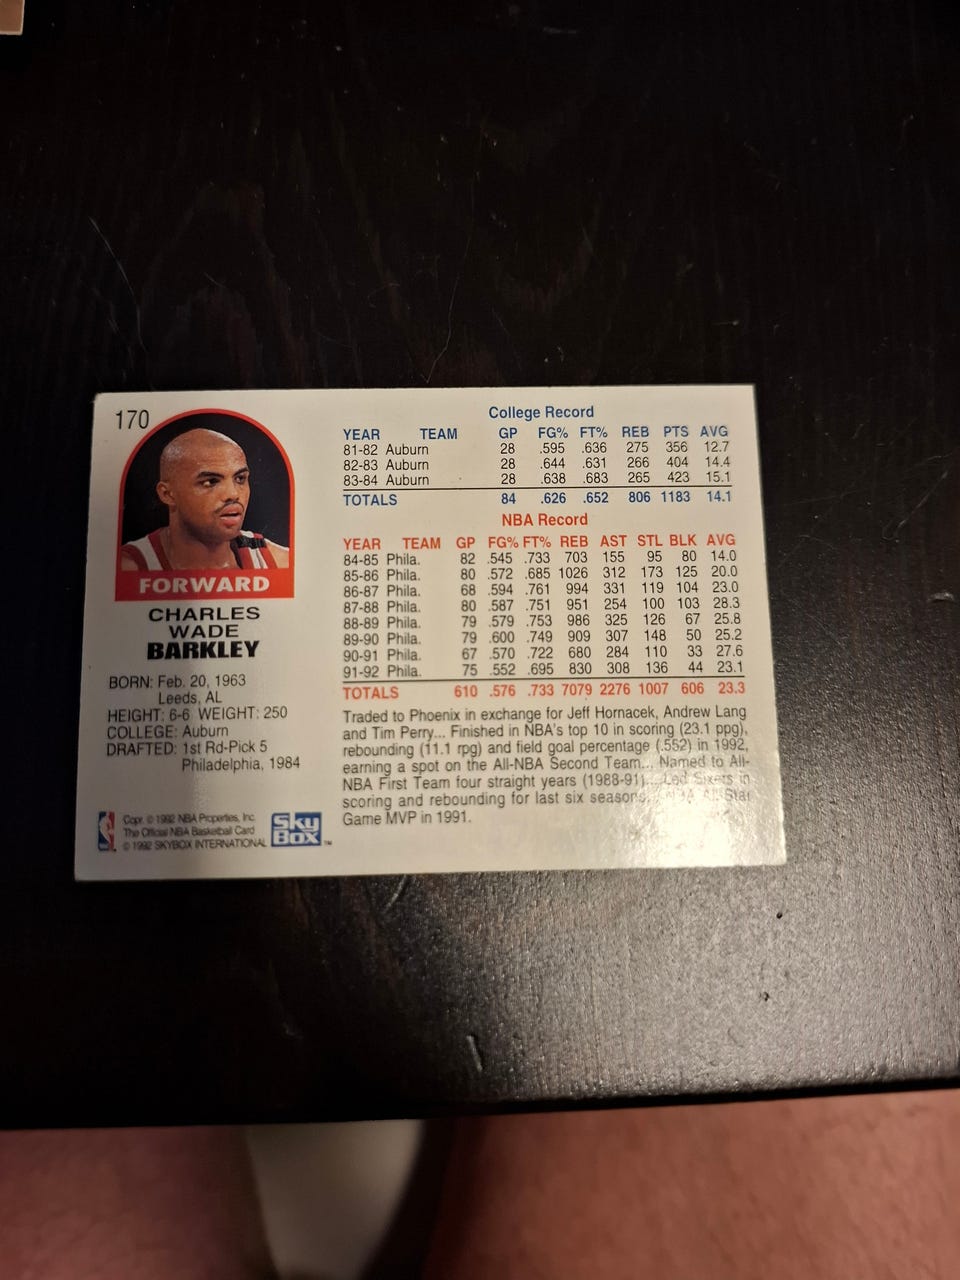 170
FORWARD
CHARLES
WADE
BARKLEY
BORN: Feb. 20, 1963
Leeds, AL
HEIGHT: 6-6 WEIGHT: 250
COLLEGE: Auburn
DRAFTED: 1st Rd-Pick 5
Philadelphia, 1984
Copr. © 1992 NBA Properties, Inc.
The Official NBA Basketball Card
© 1992 SKYBOX INTERNATIONAL
Sky
Box™
College Record
YEAR TEAM GP FG% FT% REB PTS AVG
81-82 Auburn 28 .595 .636 275 356 12.7
82-83 Auburn 28 .644 .631 266 404 14.4
83-84 Auburn 28 .638 .683 265 423 15.1
TOTALS 84 .626 .652 806 1183 14.1
NBA Record
YEAR TEAM GP FG% FT% REB AST STL BLK AVG
84-85 Phila. 82 .545 .733 703 155 95 80 14.0
85-86 Phila. 80 .572 .685 1026 312 173 125 20.0
86-87 Phila. 68 .594 .761 994 331 119 104 23.0
87-88 Phila. 80 .587 .751 951 254 100 103 28.3
88-89 Phila. 79 .579 .753 986 325 126 67 25.8
89-90 Phila. 79 .600 .749 909 307 148 50 25.2
90-91 Phila. 67 .570 .722 680 284 110 33 27.6
91-92 Phila. 75 .552 .695 830 308 136 44 23.1
TOTALS 610 .576 .733 7079 2276 1007 606 23.3
Traded to Phoenix in exchange for Jeff Hornacek, Andrew Lang
and Tim Perry... Finished in NBA's top 10 in scoring (23.1 ppg),
rebounding (11.1 rpg) and field goal percentage (.552) in 1992,
earning a spot on the All-NBA Second Team... Named to All-
NBA First Team four straight years (1988-91)... Led Sixers in
scoring and rebounding for last six seasons... NBA All-Star
Game MVP in 1991.